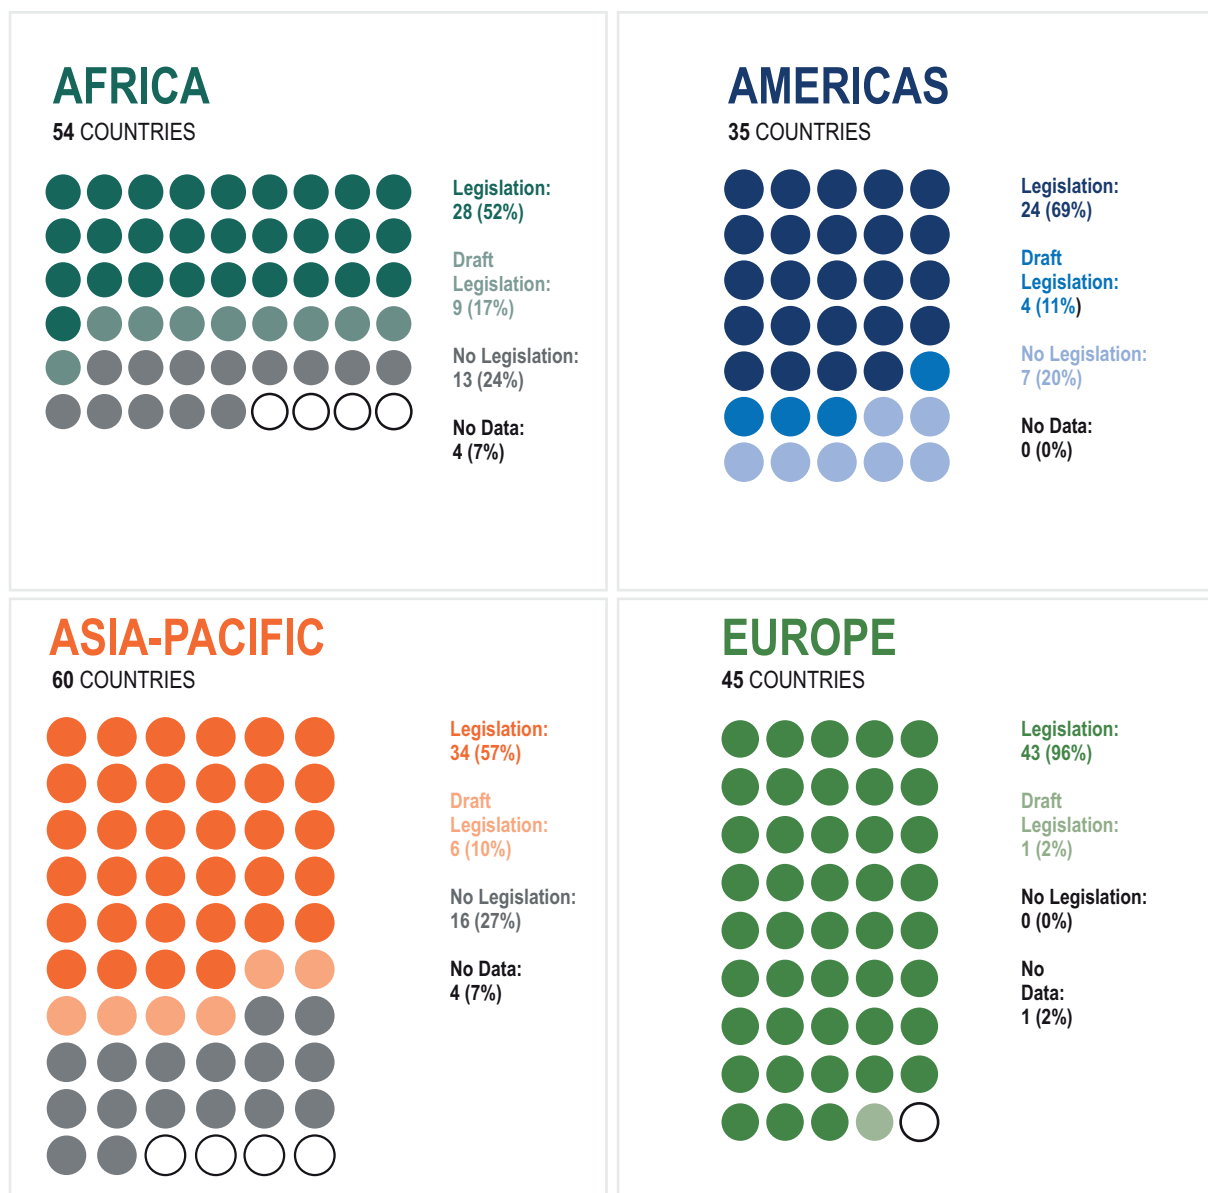 AFRICA
54 COUNTRIES
Legislation:
28 (52%)
Draft
Legislation:
9 (17%)
No Legislation:
13 (24%)
No Data:
4 (7%)
AMERICAS
35 COUNTRIES
Legislation:
24 (69%)
Draft
Legislation:
4 (11%)
No Legislation:
7 (20%)
No Data:
0 (0%)
ASIA-PACIFIC
60 COUNTRIES
Legislation:
34 (57%)
Draft
Legislation:
6 (10%)
No Legislation:
16 (27%)
No Data:
4 (7%)
EUROPE
45 COUNTRIES
Legislation:
43 (96%)
Draft
Legislation:
1 (2%)
No Legislation:
0 (0%)
No
Data:
1 (2%)